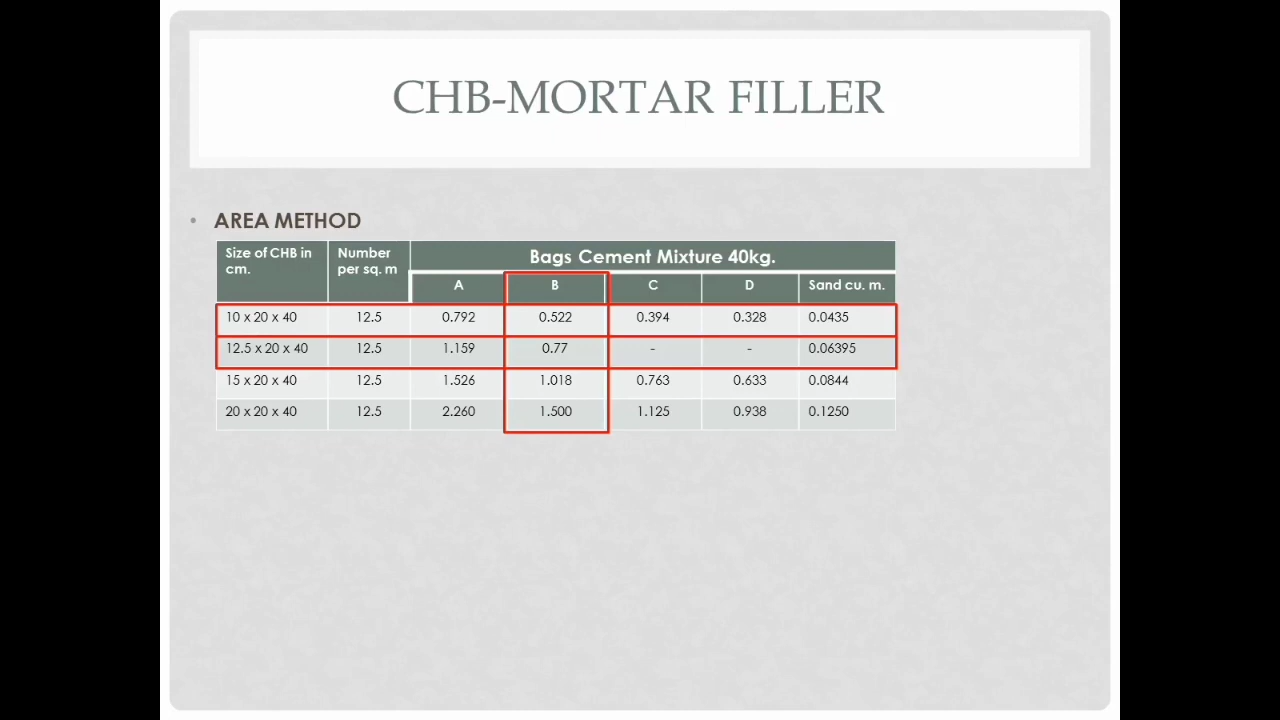 CHB-MORTAR FILLER
• AREA METHOD
Size of CHB in cm. Number per sq. m Bags Cement Mixture 40kg.
A B C D Sand cu. m.
10 x 20 x 40 12.5 0.792 0.522 0.394 0.328 0.0435
12.5 x 20 x 40 12.5 1.159 0.77 - - 0.06395
15 x 20 x 40 12.5 1.526 1.018 0.763 0.633 0.0844
20 x 20 x 40 12.5 2.260 1.500 1.125 0.938 0.1250